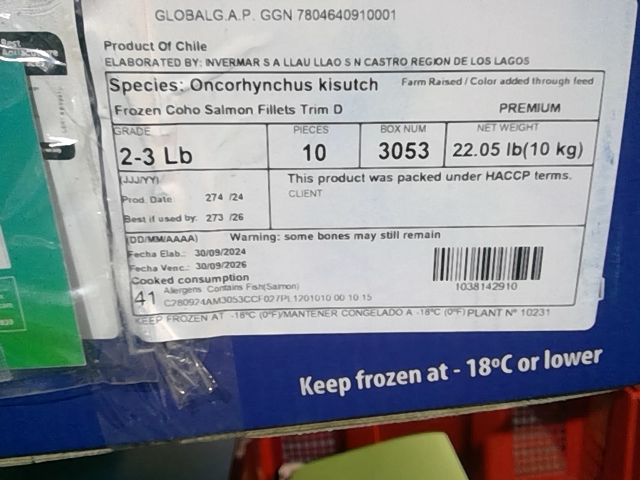 GLOBALG.A.P. GGN 7804640910001
Product Of Chile
ELABORATED BY: INVERMAR S A LLAU LLAO S N CASTRO REGION DE LOS LAGOS
Species: Oncorhynchus kisutch Farm Raised / Color added through feed
Frozen Coho Salmon Fillets Trim D PREMIUM
GRADE PIECES BOX NUM NET WEIGHT
2-3 Lb 10 3053 22.05 lb(10 kg)
(JJJ/YY) This product was packed under HACCP terms.
Prod. Date: 274 /24 CLIENT
Best if used by: 273 /26
(DD/MM/AAAA) Warning: some bones may still remain
Fecha Elab.: 30/09/2024
Fecha Venc.: 30/09/2026
Cooked consumption
41 Allergens: Contains Fish(Salmon) 1038142910
C280924AM3053CCF027PL1201010 00 10 15
KEEP FROZEN AT -18ºC (0ºF)/MANTENER CONGELADO A -18ºC (0ºF) PLANT Nº 10231
Keep frozen at - 18ºC or lower